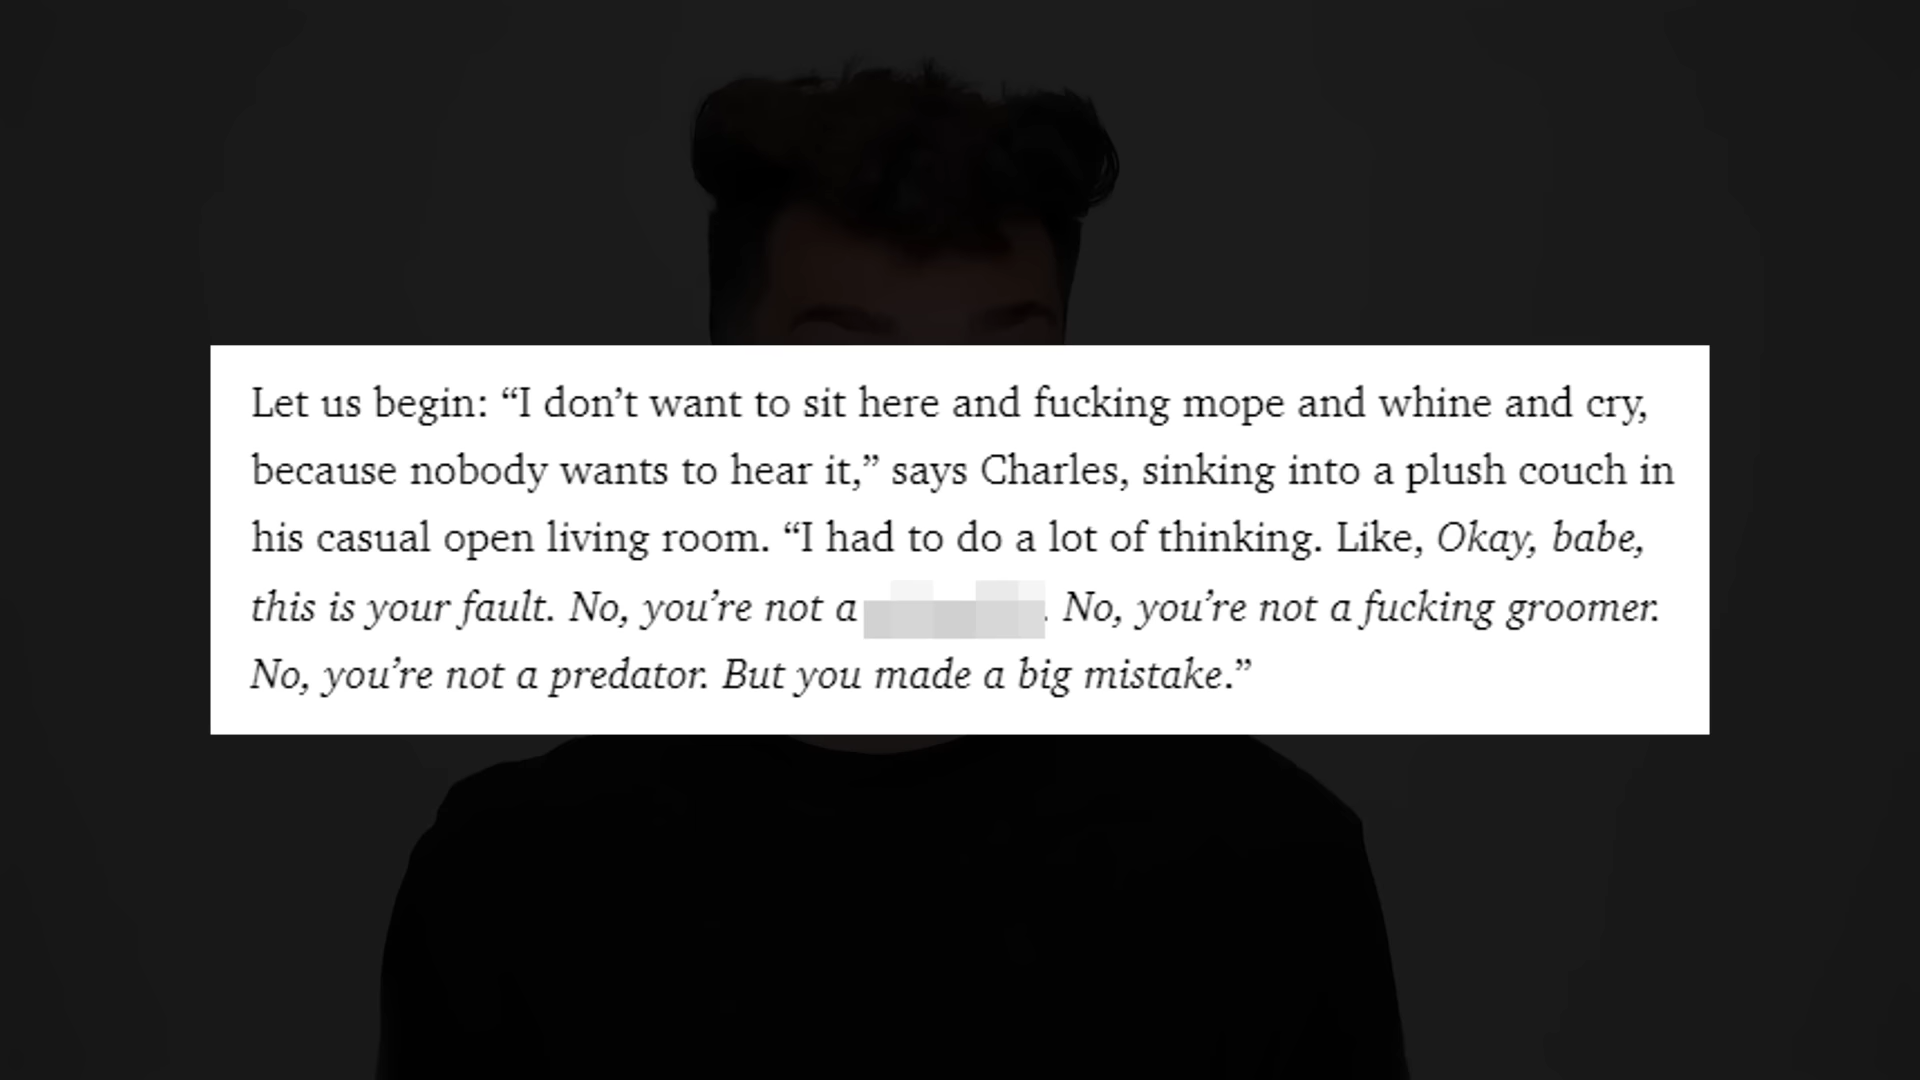 Let us begin: “I don’t want to sit here and fucking mope and whine and cry,
because nobody wants to hear it,” says Charles, sinking into a plush couch in
his casual open living room. “I had to do a lot of thinking. Like, Okay, babe,
this is your fault. No, you’re not a . No, you’re not a fucking groomer.
No, you’re not a predator. But you made a big mistake.”